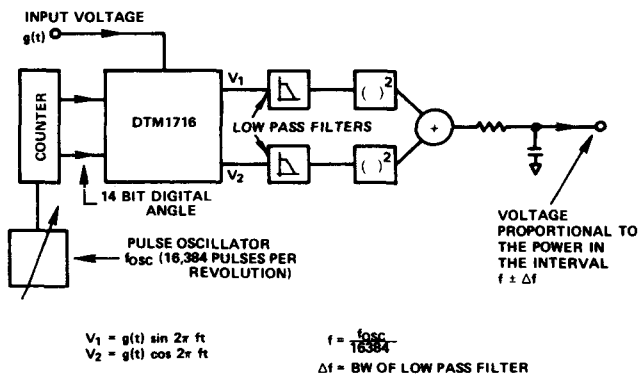 INPUT VOLTAGE
g(t)
COUNTER
DTM1716
V1
V2
LOW PASS FILTERS
( )2
( )2
+
14 BIT DIGITAL
ANGLE
PULSE OSCILLATOR
fOSC (16,384 PULSES PER
REVOLUTION)
VOLTAGE
PROPORTIONAL TO
THE POWER IN
THE INTERVAL
f ± Δf
V1 = g(t) sin 2π ft
V2 = g(t) cos 2π ft
f = fOSC
16384
Δf = BW OF LOW PASS FILTER